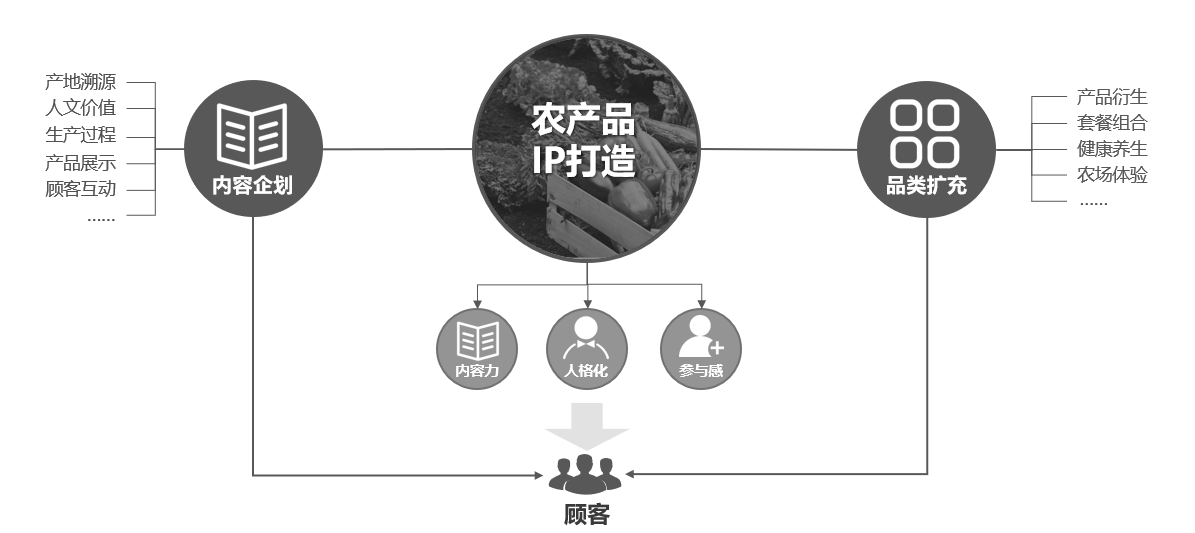 产地溯源
人文价值
生产过程
产品展示
顾客互动
......
内容企划
农产品
IP打造
品类扩充
产品衍生
套餐组合
健康养生
农场体验
......
内容力
人格化
参与感
顾客